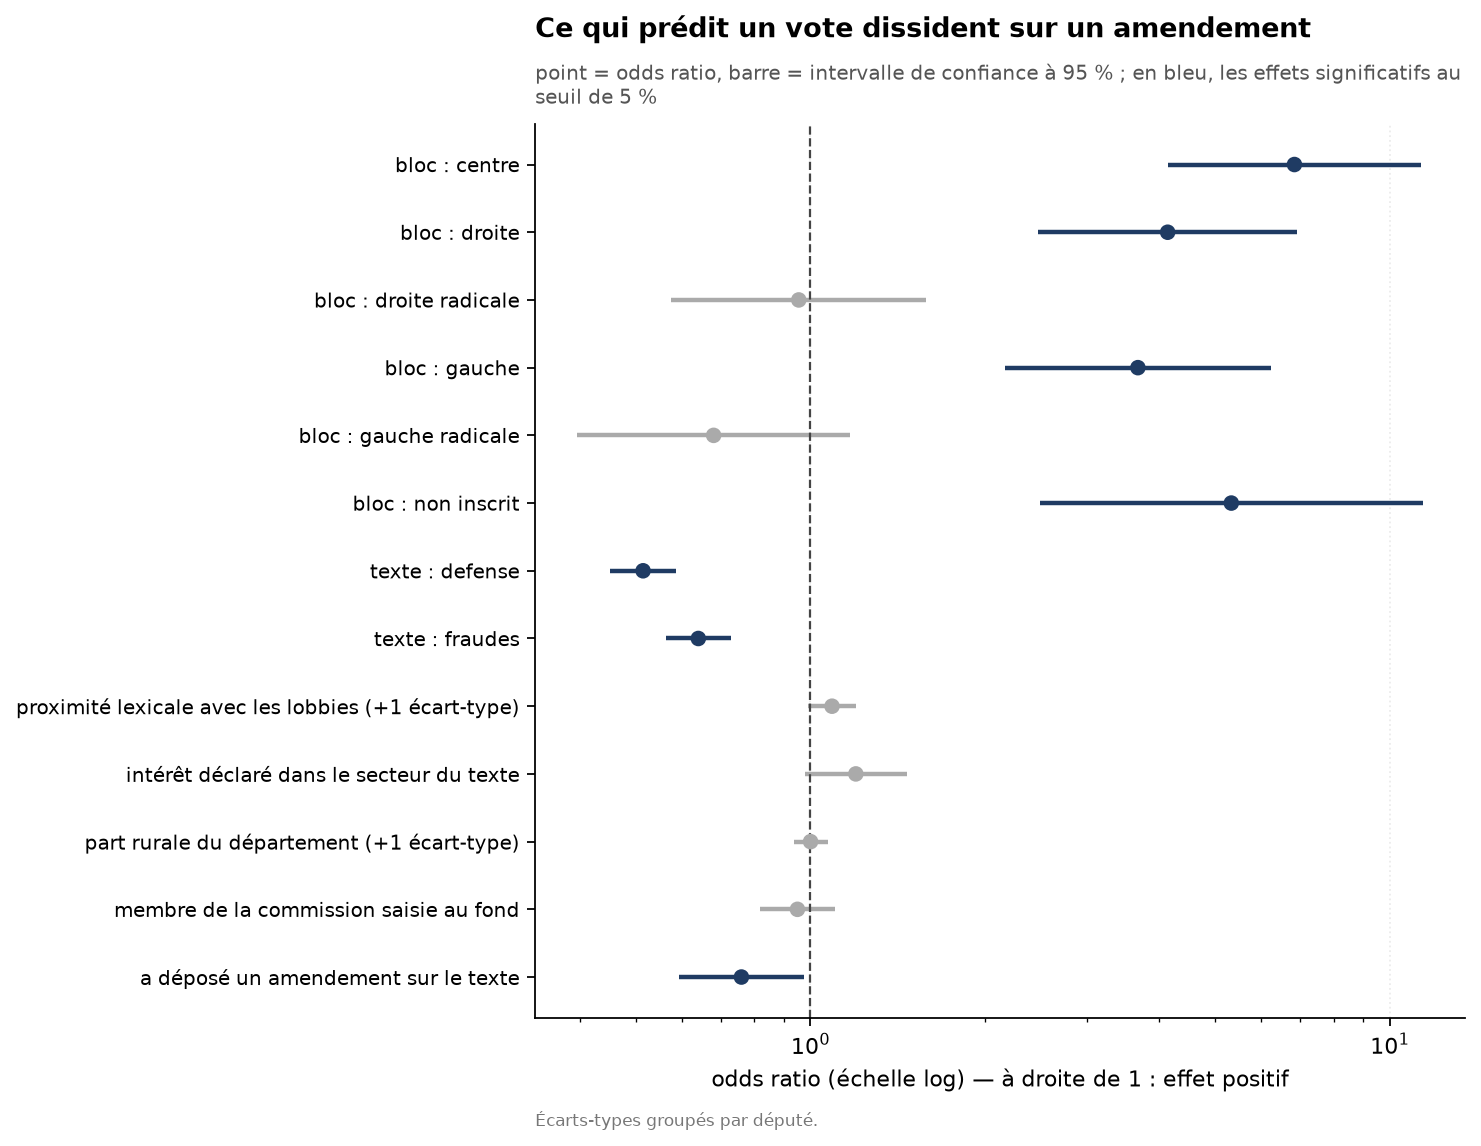 Ce qui prédit un vote dissident sur un amendement
point = odds ratio, barre = intervalle de confiance à 95 % ; en bleu, les effets significatifs au
seuil de 5 %
bloc : centre
bloc : droite
bloc : droite radicale
bloc : gauche
bloc : gauche radicale
bloc : non inscrit
texte : defense
texte : fraudes
proximité lexicale avec les lobbies (+1 écart-type)
intérêt déclaré dans le secteur du texte
part rurale du département (+1 écart-type)
membre de la commission saisie au fond
a déposé un amendement sur le texte
10⁰ 10¹
odds ratio (échelle log) — à droite de 1 : effet positif
Écarts-types groupés par député.